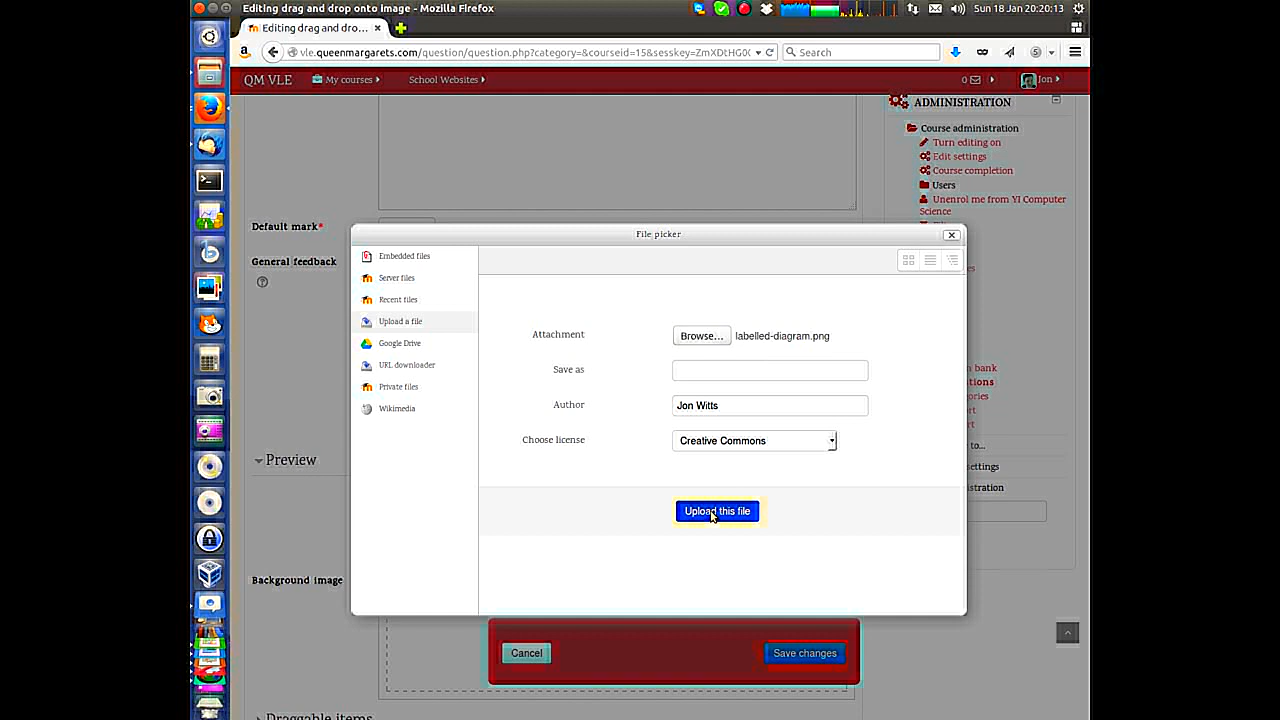 Editing drag and drop onto image - Mozilla Firefox
Sun 18 Jan 20:20:13
Editing drag and dro...
vle.queenmargarets.com/question/question.php?category=&courseid=15&sesskey=ZmXDtHG0
Search
QM VLE
My courses
School Websites
0
Jon
ADMINISTRATION
Course administration
Turn editing on
Edit settings
Course completion
Users
Unenrol me from YI Computer
Science
Default mark*
General feedback
File picker
Embedded files
Server files
Recent files
Upload a file
Google Drive
URL downloader
Private files
Wikimedia
Attachment
Browse...
labelled-diagram.png
Save as
Author
Jon Witts
Choose license
Creative Commons
Upload this file
Preview
Background image
Cancel
Save changes
Draggable items